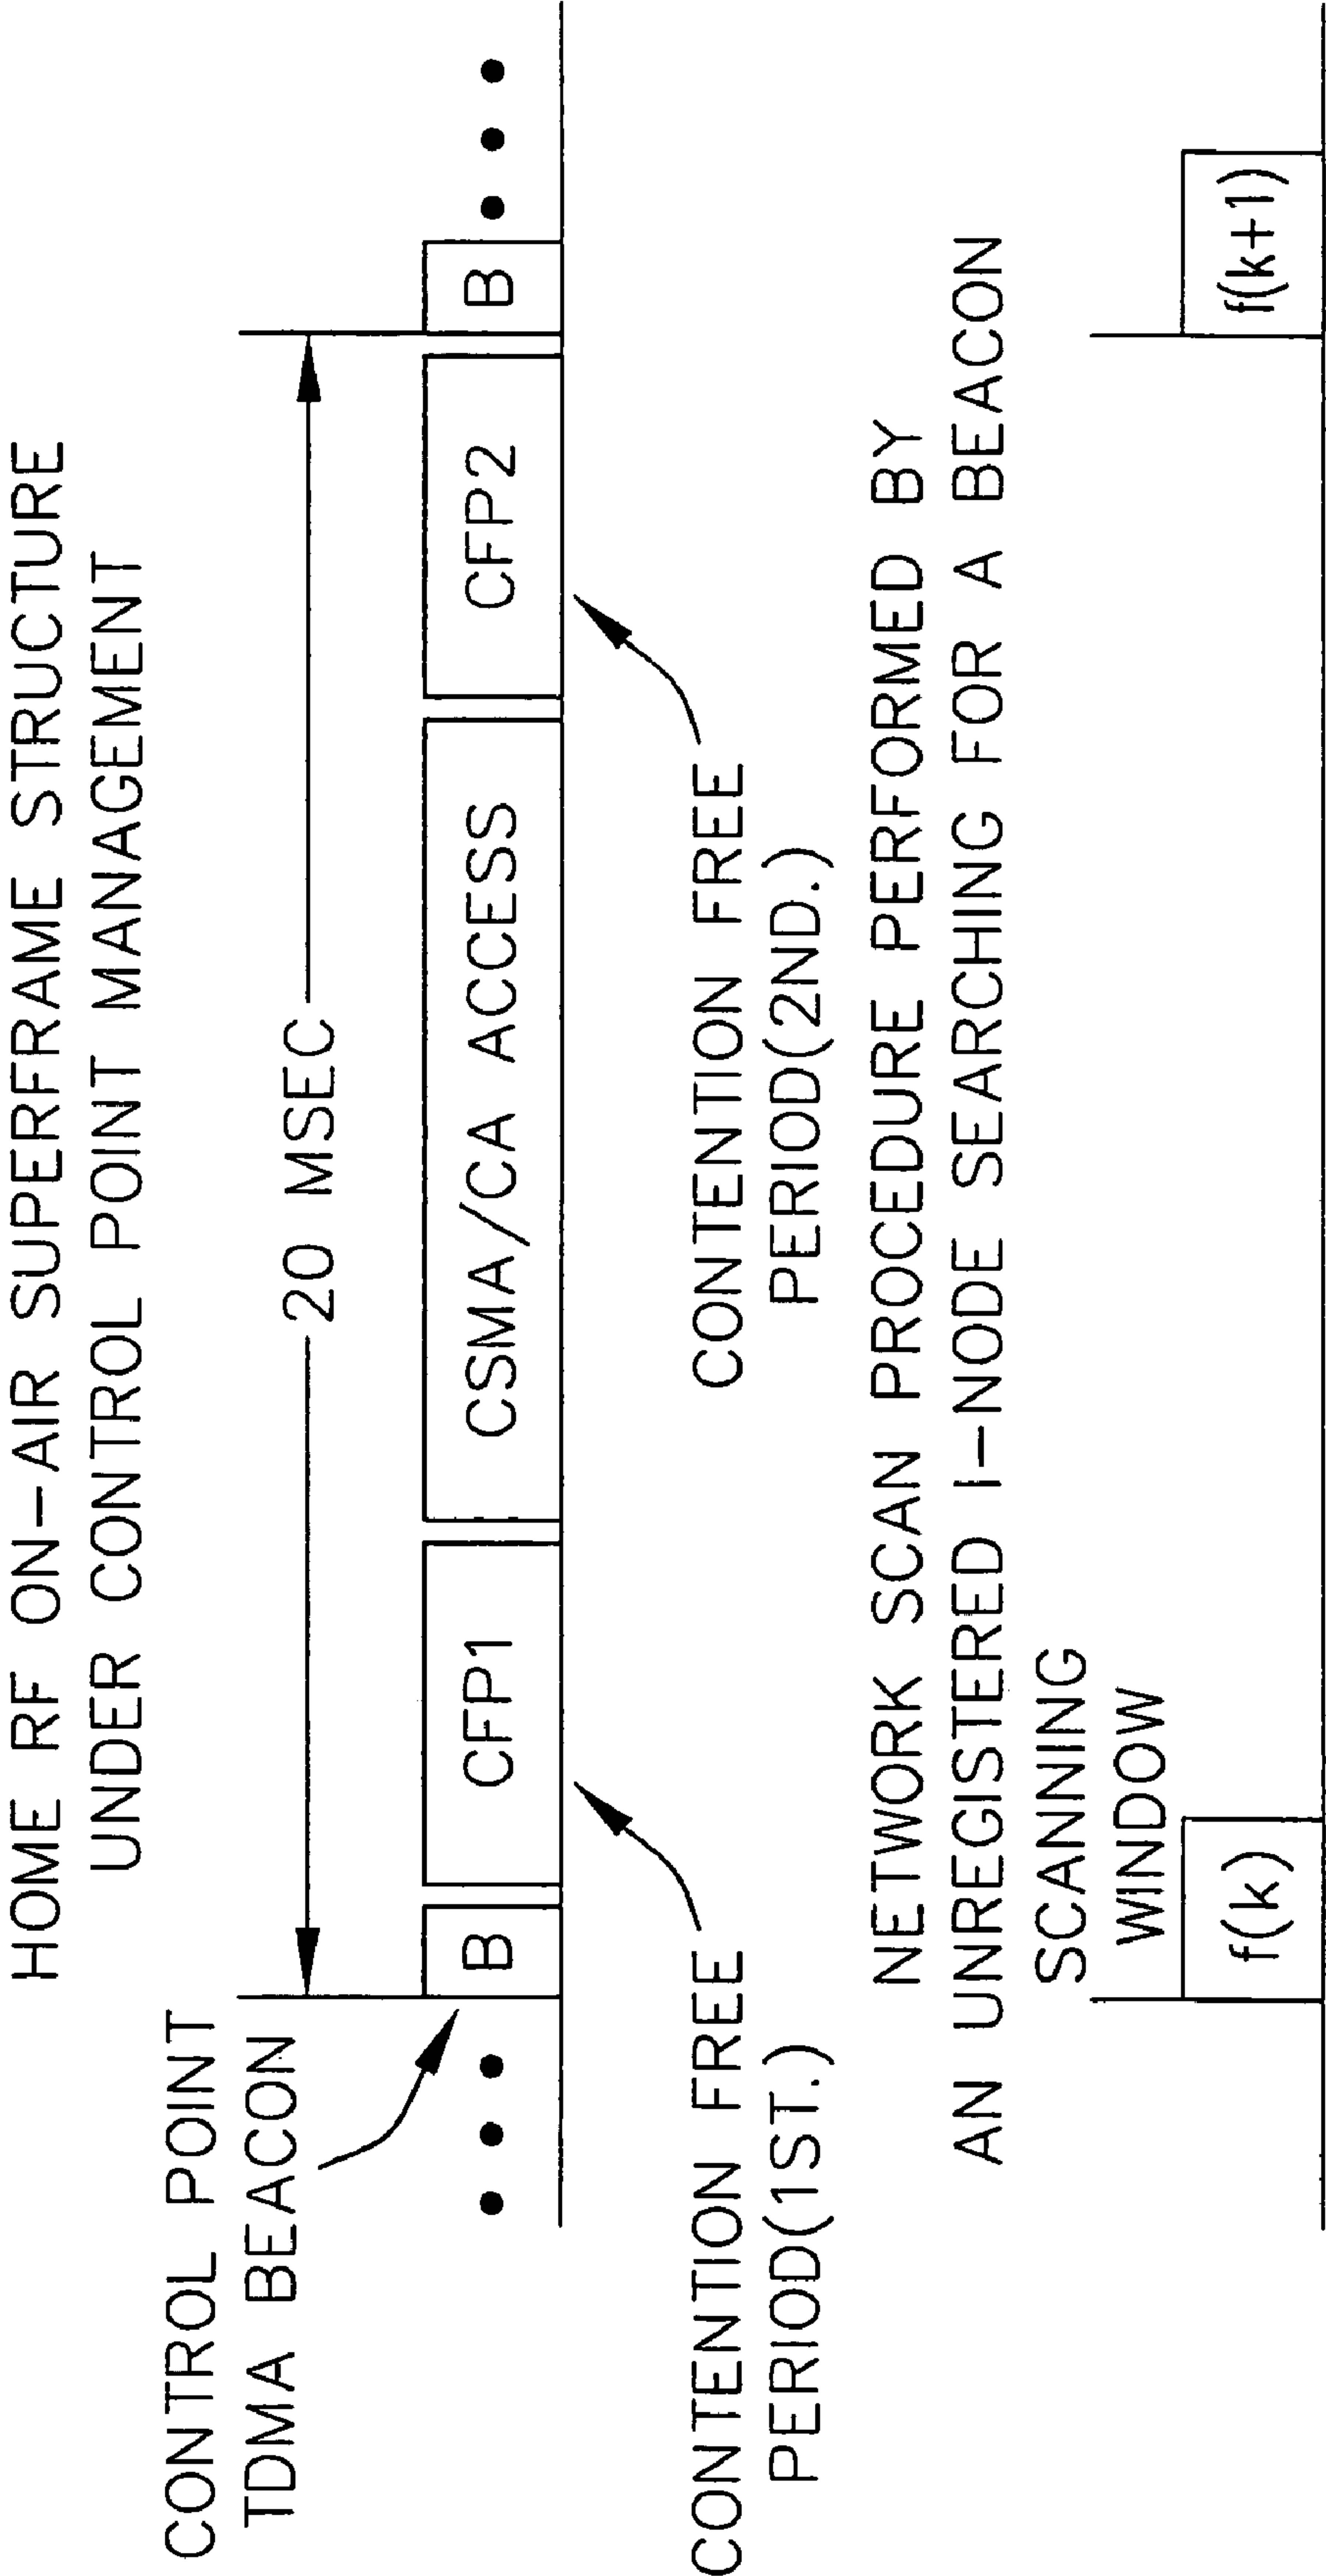 HOME RF ON-AIR SUPERFRAME STRUCTURE
UNDER CONTROL POINT MANAGEMENT
CONTROL POINT
TDMA BEACON
20 MSEC
B
CFP1
CSMA/CA ACCESS
CFP2
B
CONTENTION FREE
PERIOD(1ST.)
CONTENTION FREE
PERIOD(2ND.)
NETWORK SCAN PROCEDURE PERFORMED BY
AN UNREGISTERED I-NODE SEARCHING FOR A BEACON
SCANNING
WINDOW
f(k)
f(k+1)